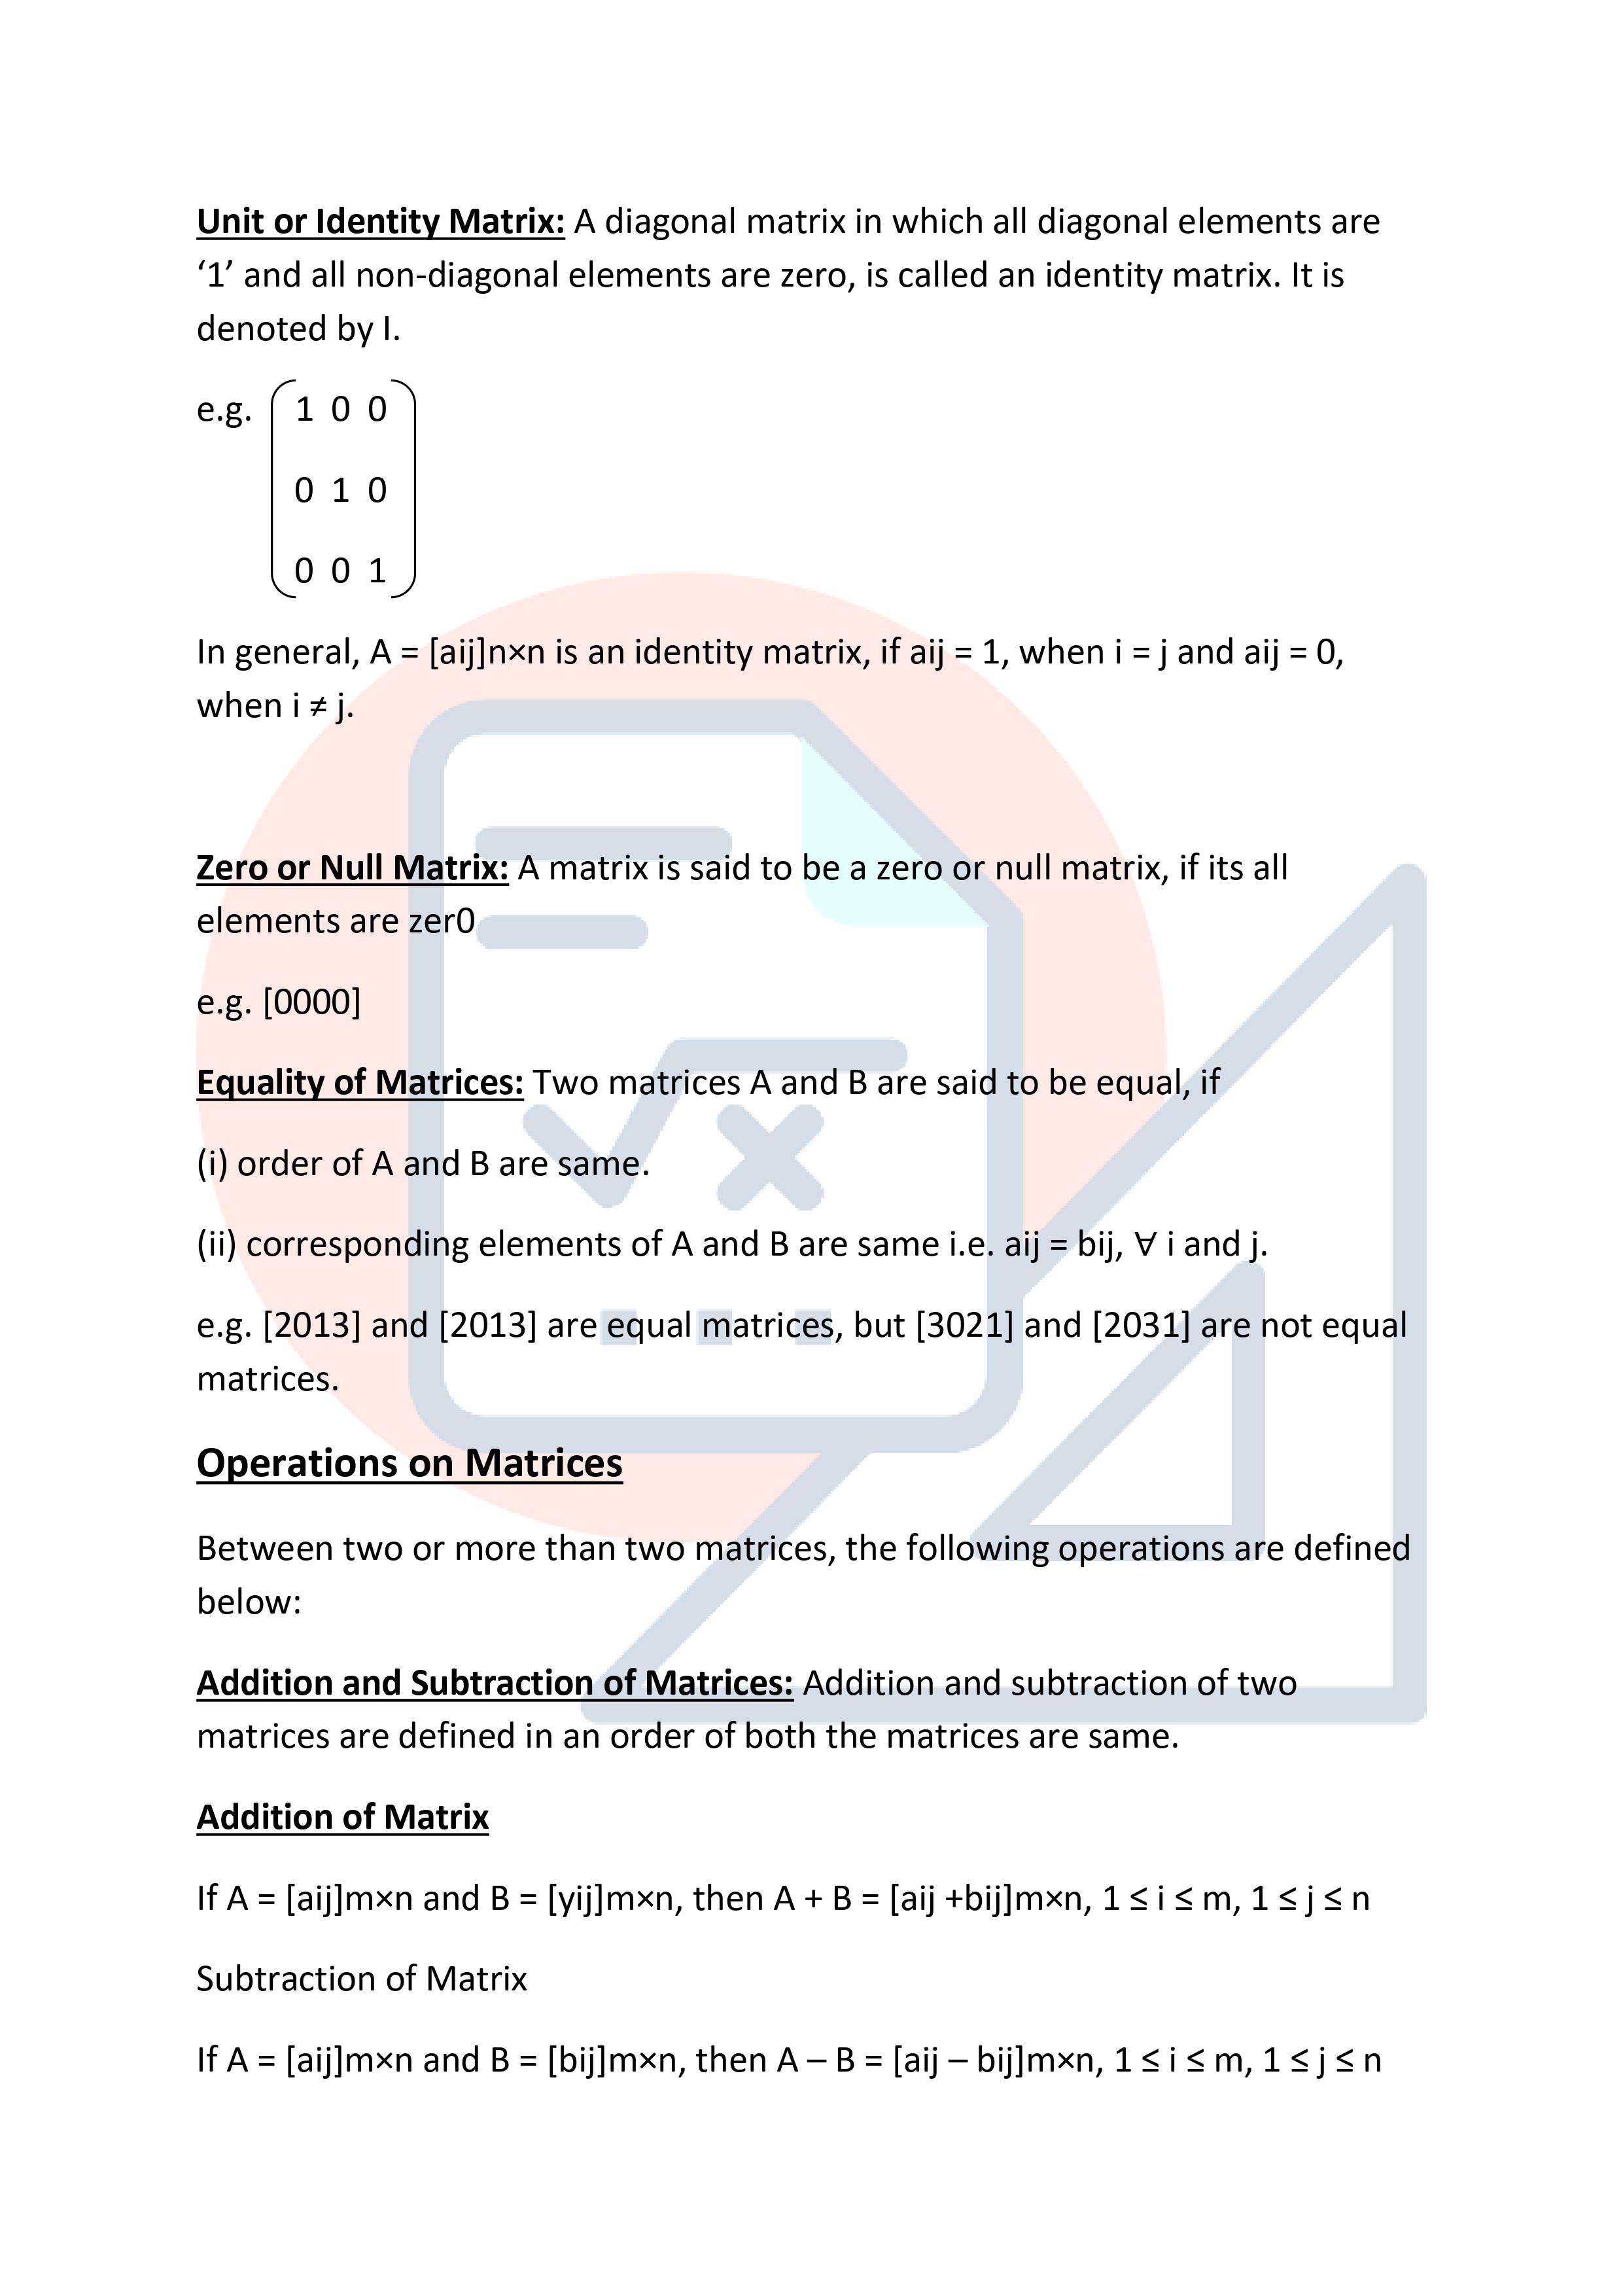 Unit or Identity Matrix: A diagonal matrix in which all diagonal elements are
‘1’ and all non-diagonal elements are zero, is called an identity matrix. It is
denoted by I.
e.g. 1 0 0
0 1 0
0 0 1
In general, A = [aij]n×n is an identity matrix, if aij = 1, when i = j and aij = 0,
when i ≠ j.
Zero or Null Matrix: A matrix is said to be a zero or null matrix, if its all
elements are zer0
e.g. [0000]
Equality of Matrices: Two matrices A and B are said to be equal, if
(i) order of A and B are same.
(ii) corresponding elements of A and B are same i.e. aij = bij, ∀ i and j.
e.g. [2013] and [2013] are equal matrices, but [3021] and [2031] are not equal
matrices.
Operations on Matrices
Between two or more than two matrices, the following operations are defined
below:
Addition and Subtraction of Matrices: Addition and subtraction of two
matrices are defined in an order of both the matrices are same.
Addition of Matrix
If A = [aij]m×n and B = [yij]m×n, then A + B = [aij +bij]m×n, 1 ≤ i ≤ m, 1 ≤ j ≤ n
Subtraction of Matrix
If A = [aij]m×n and B = [bij]m×n, then A – B = [aij – bij]m×n, 1 ≤ i ≤ m, 1 ≤ j ≤ n